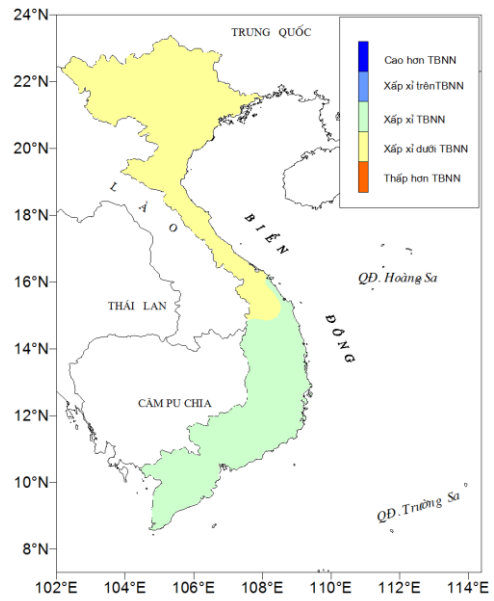 24°N
22°N
20°N
18°N
16°N
14°N
12°N
10°N
8°N
TRUNG QUỐC
Cao hơn TBNN
Xấp xỉ trênTBNN
Xấp xỉ TBNN
Xấp xỉ dưới TBNN
Thấp hơn TBNN
LÀO
BIỂN
ĐÔNG
QĐ. Hoàng Sa
THÁI LAN
CĂM PU CHIA
QĐ. Trường Sa
102°E 104°E 106°E 108°E 110°E 112°E 114°E